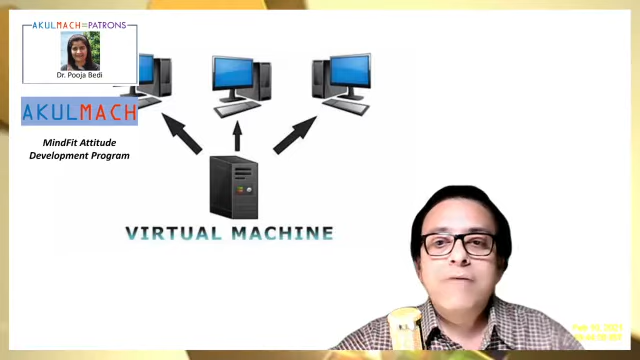 AKULMACH=PATRONS
Dr. Pooja Bedi
AKULMACH
MindFit Attitude
Development Program
VIRTUAL MACHINE